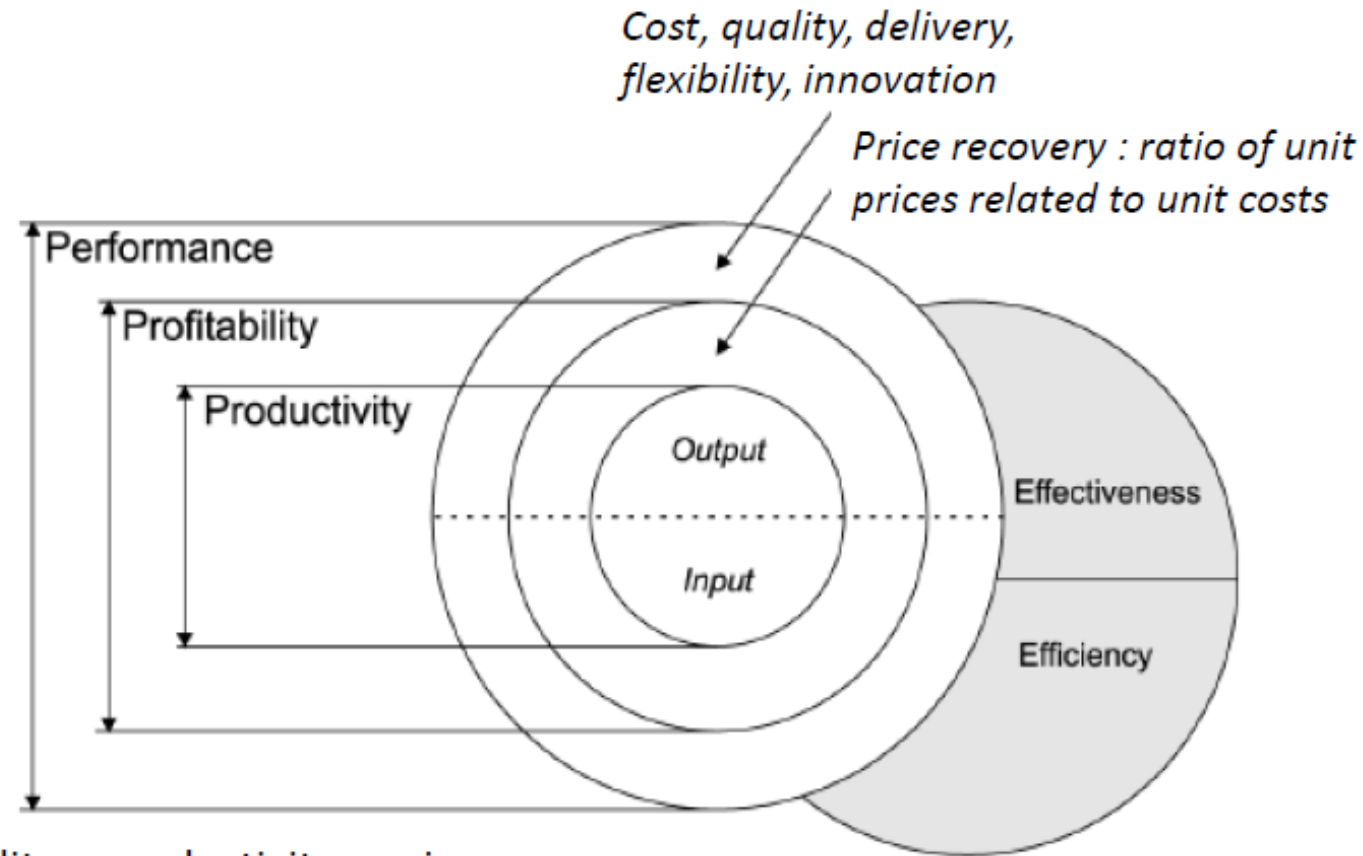 Cost, quality, delivery,
flexibility, innovation
Price recovery : ratio of unit
prices related to unit costs
Performance
Profitability
Productivity
Output
Effectiveness
Input
Efficiency